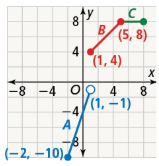 y
8
B
C
(5, 8)
4
(1, 4)
x
−8 −4 O 4 8
(1, −1)
−4
A
−8
(−2, −10)